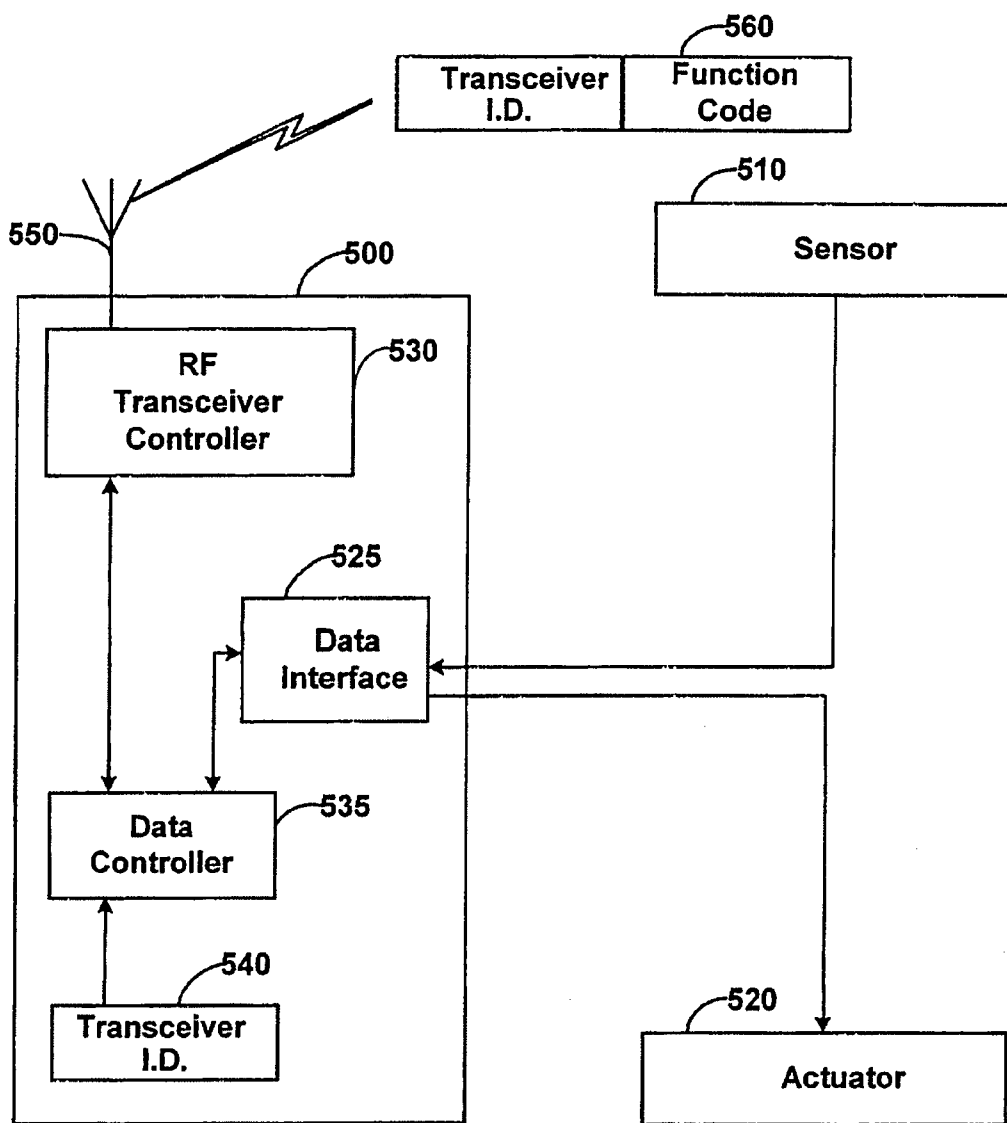 560
Transceiver Function
I.D. Code
510
Sensor
550
500
RF
Transceiver
Controller
530
525
Data
Interface
535
Data
Controller
540
Transceiver
I.D.
520
Actuator